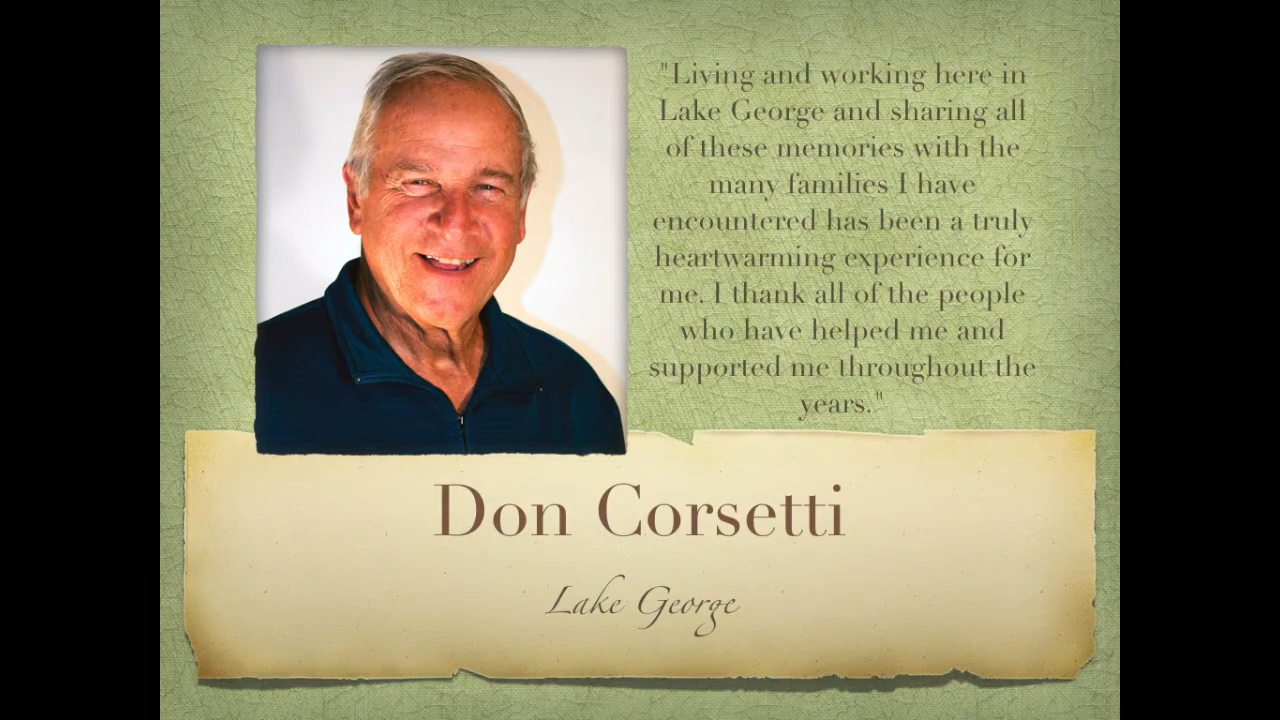 "Living and working here in
Lake George and sharing all
of these memories with the
many families I have
encountered has been a truly
heartwarming experience for
me. I thank all of the people
who have helped me and
supported me throughout the
years."
Don Corsetti
Lake George